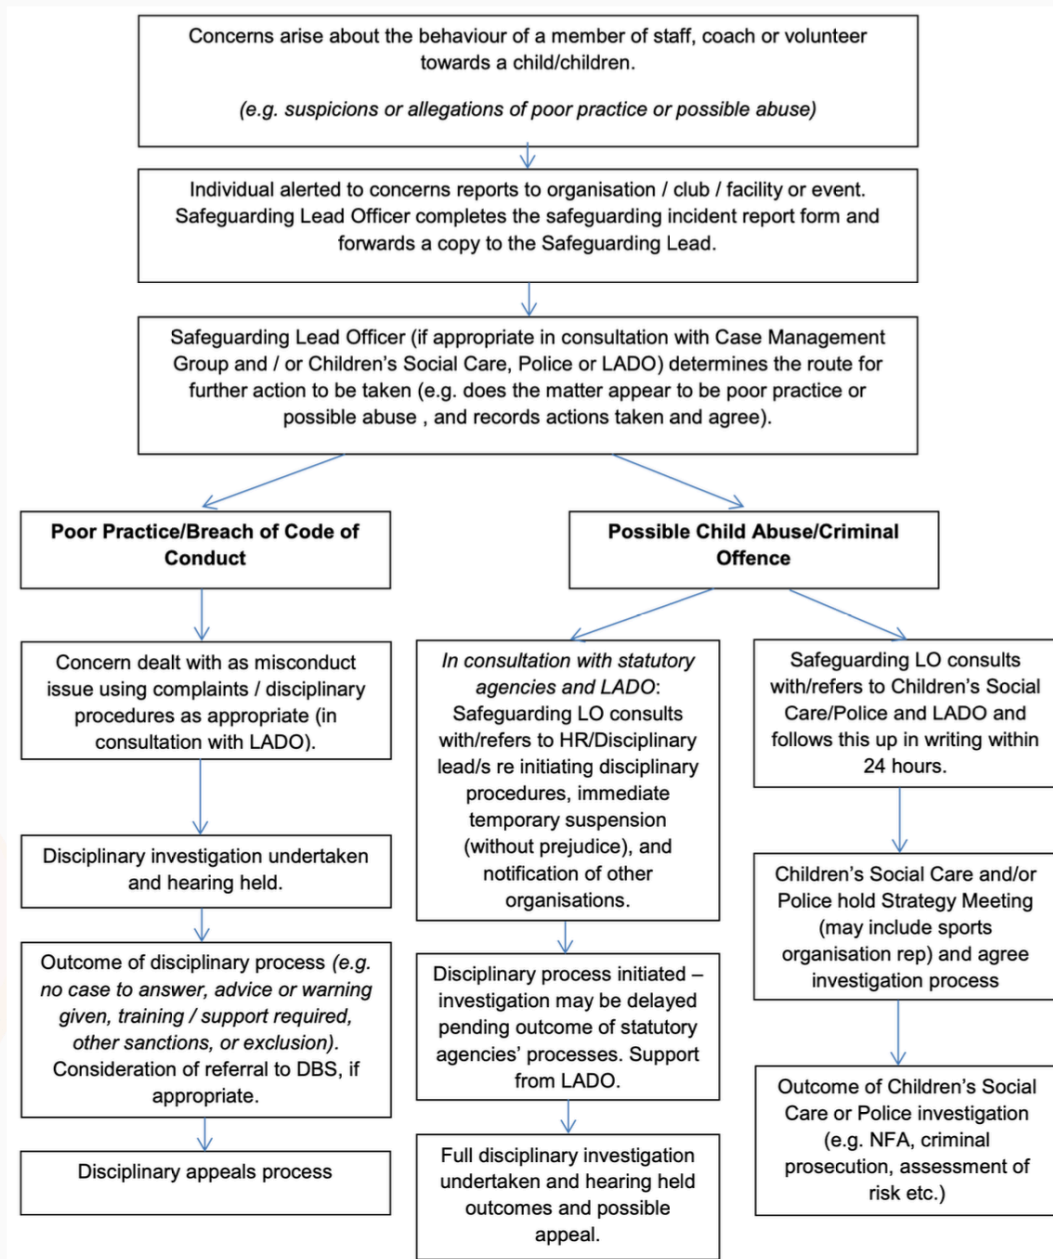 Concerns arise about the behaviour of a member of staff, coach or volunteer
towards a child/children.
(e.g. suspicions or allegations of poor practice or possible abuse)
Individual alerted to concerns reports to organisation / club / facility or event.
Safeguarding Lead Officer completes the safeguarding incident report form and
forwards a copy to the Safeguarding Lead.
Safeguarding Lead Officer (if appropriate in consultation with Case Management
Group and / or Children's Social Care, Police or LADO) determines the route for
further action to be taken (e.g. does the matter appear to be poor practice or
possible abuse , and records actions taken and agree).
Poor Practice/Breach of Code of
Conduct
Concern dealt with as misconduct
issue using complaints / disciplinary
procedures as appropriate (in
consultation with LADO).
Disciplinary investigation undertaken
and hearing held.
Outcome of disciplinary process (e.g.
no case to answer, advice or warning
given, training / support required,
other sanctions, or exclusion).
Consideration of referral to DBS, if
appropriate.
Disciplinary appeals process
Possible Child Abuse/Criminal
Offence
In consultation with statutory
agencies and LADO:
Safeguarding LO consults
with/refers to HR/Disciplinary
lead/s re initiating disciplinary
procedures, immediate
temporary suspension
(without prejudice), and
notification of other
organisations.
Disciplinary process initiated –
investigation may be delayed
pending outcome of statutory
agencies' processes. Support
from LADO.
Full disciplinary investigation
undertaken and hearing held
outcomes and possible
appeal.
Safeguarding LO consults
with/refers to Children's Social
Care/Police and LADO and
follows this up in writing within
24 hours.
Children's Social Care and/or
Police hold Strategy Meeting
(may include sports
organisation rep) and agree
investigation process
Outcome of Children's Social
Care or Police investigation
(e.g. NFA, criminal
prosecution, assessment of
risk etc.)